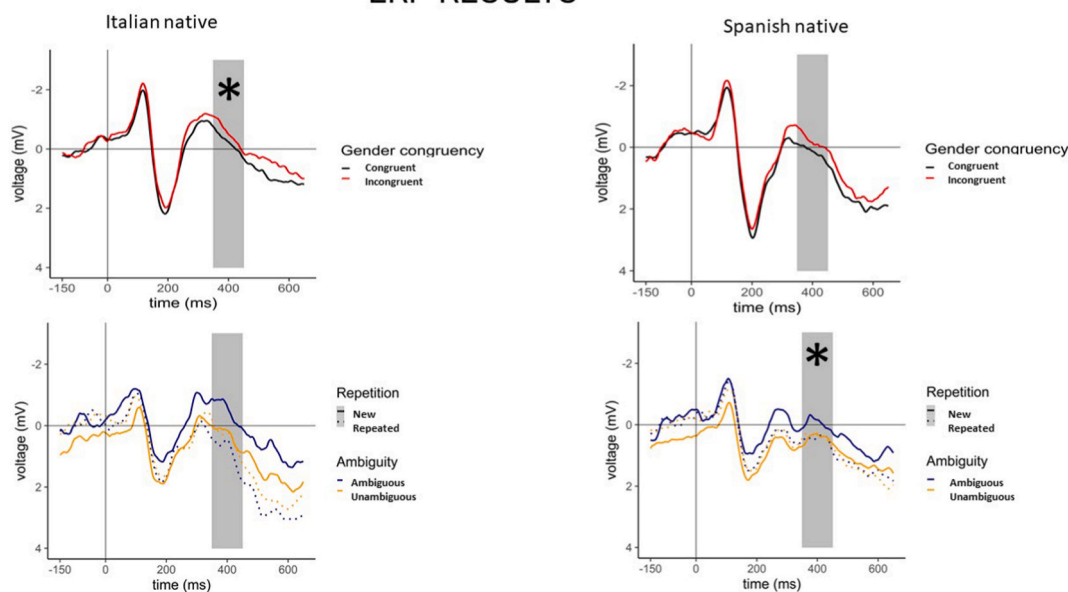 ERP RESULTS
Italian native
Spanish native
voltage (mV)
-2
0
2
4
*
-150 0 200 400 600
time (ms)
Gender congruency
Congruent
Incongruent
voltage (mV)
-2
0
2
4
-150 0 200 400 600
time (ms)
Gender congruency
Congruent
Incongruent
voltage (mV)
-2
0
2
4
-150 0 200 400 600
time (ms)
Repetition
New
Repeated
Ambiguity
Ambiguous
Unambiguous
voltage (mV)
-2
0
2
4
*
-150 0 200 400 600
time (ms)
Repetition
New
Repeated
Ambiguity
Ambiguous
Unambiguous